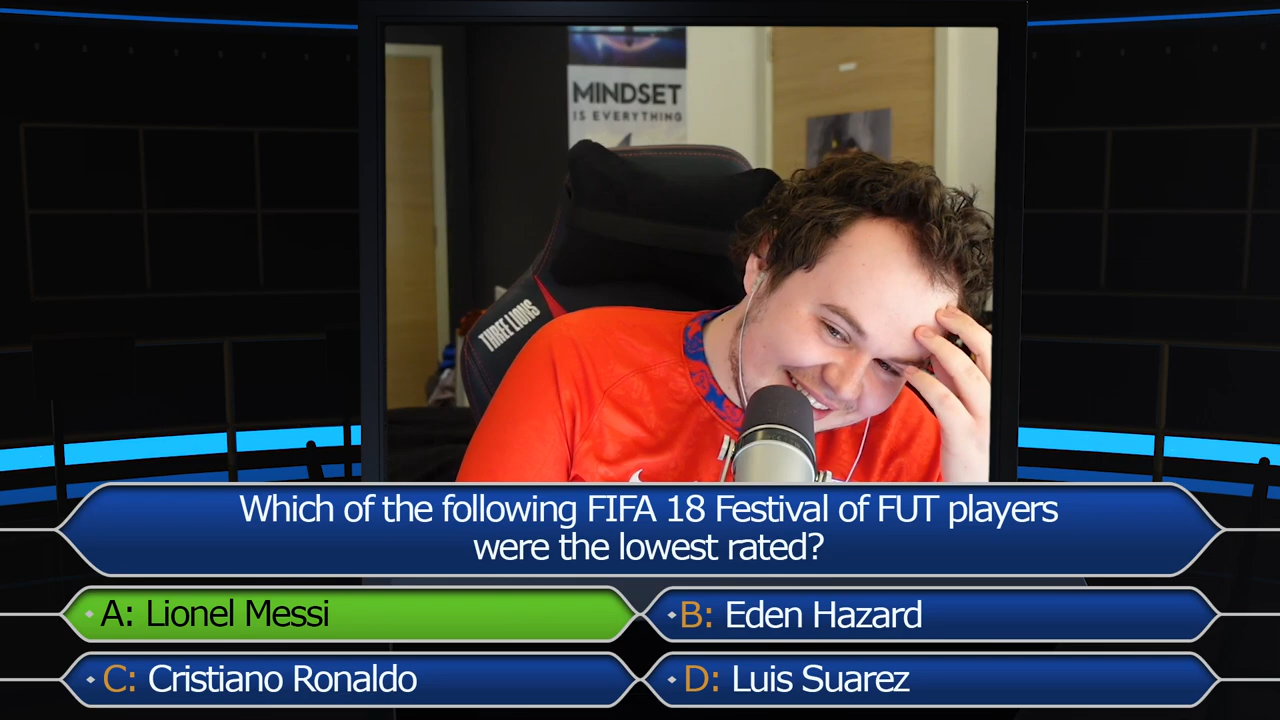 MINDSET
IS EVERYTHING
THREE LIONS
Which of the following FIFA 18 Festival of FUT players
were the lowest rated?
A: Lionel Messi
B: Eden Hazard
C: Cristiano Ronaldo
D: Luis Suarez